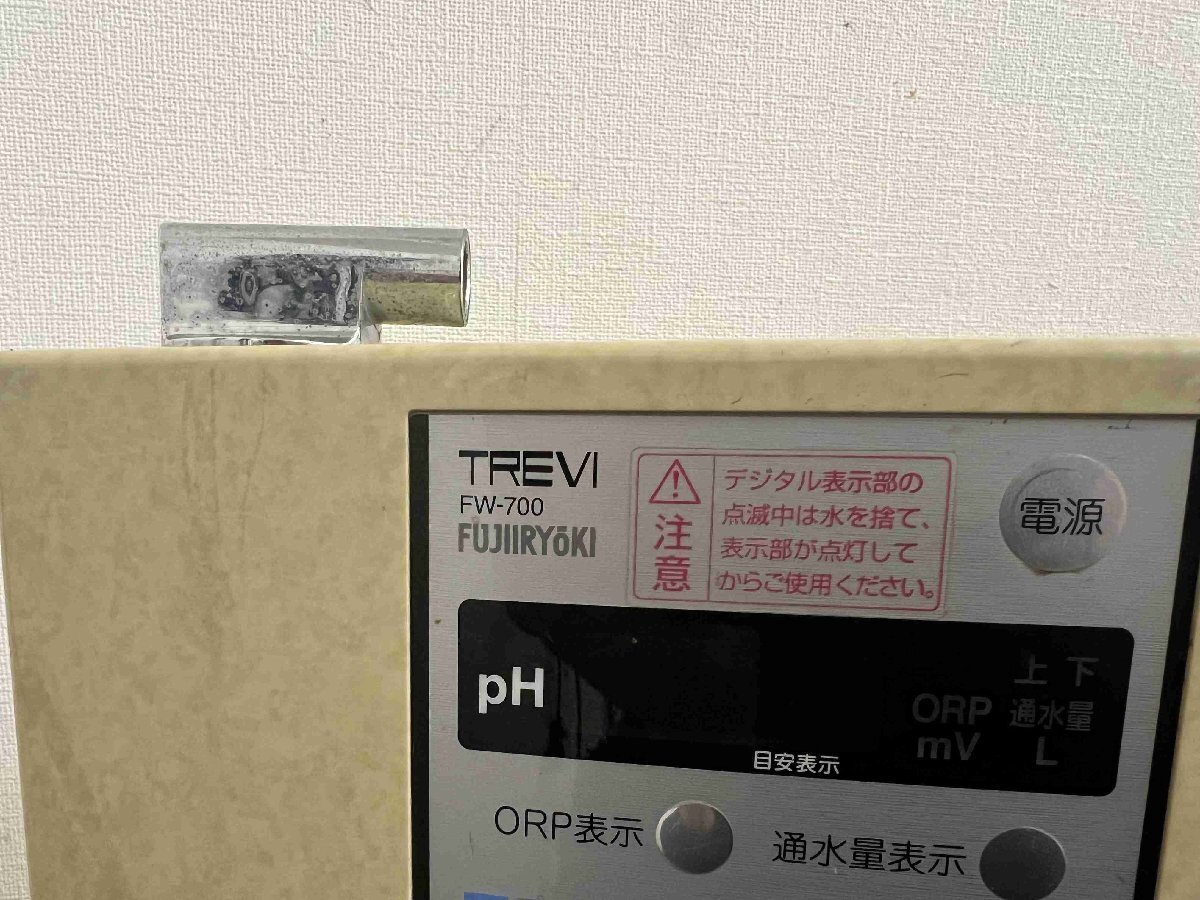 TREVI
FW-700
FUJIIRYōKI
注意
デジタル表示部の
点滅中は水を捨て、
表示部が点灯して
からご使用ください。
電源
pH
上 下
ORP 通水量
mV L
目安表示
ORP表示
通水量表示